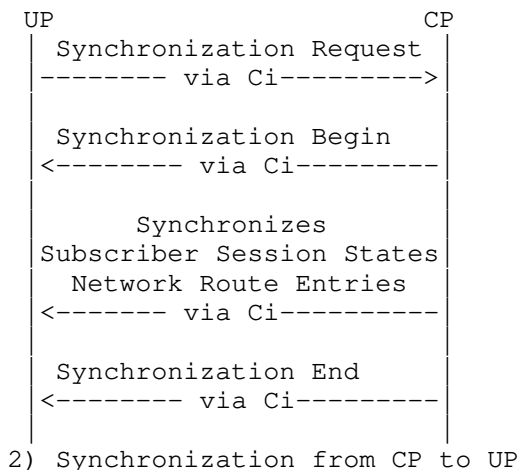 UP CP
Synchronization Request
-------- via Ci--------->
Synchronization Begin
<-------- via Ci---------
Synchronizes
Subscriber Session States
Network Route Entries
<------- via Ci----------
Synchronization End
<-------- via Ci---------
2) Synchronization from CP to UP